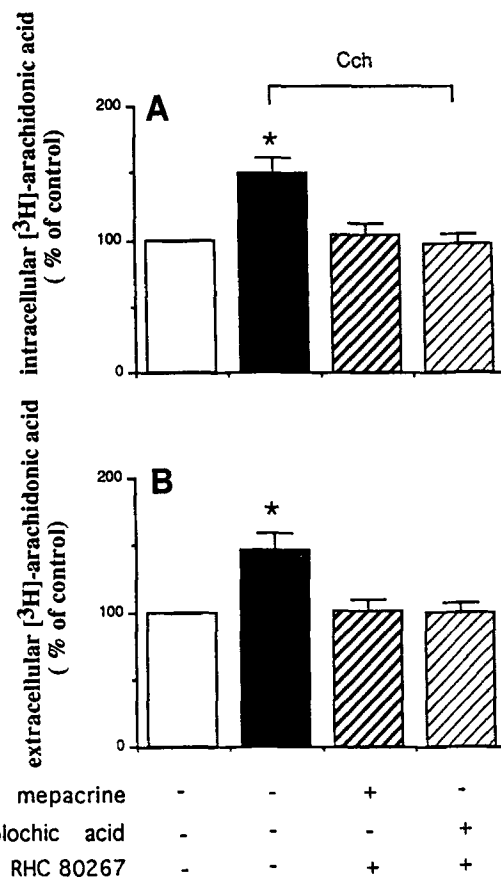 Cch
A
*
intracellular [³H]-arachidonic acid
( % of control)
200
100
0
B
*
extracellular [³H]-arachidonic acid
( % of control)
200
100
0
mepacrine - - + -
lochic acid - - - +
RHC 80267 - - + +